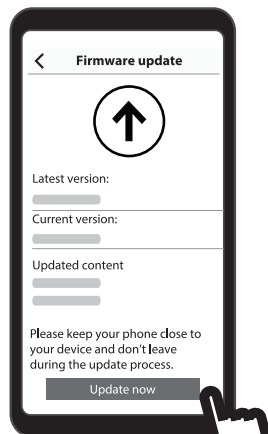 Firmware update
Latest version:
Current version:
Updated content
Please keep your phone close to
your device and don't leave
during the update process.
Update now